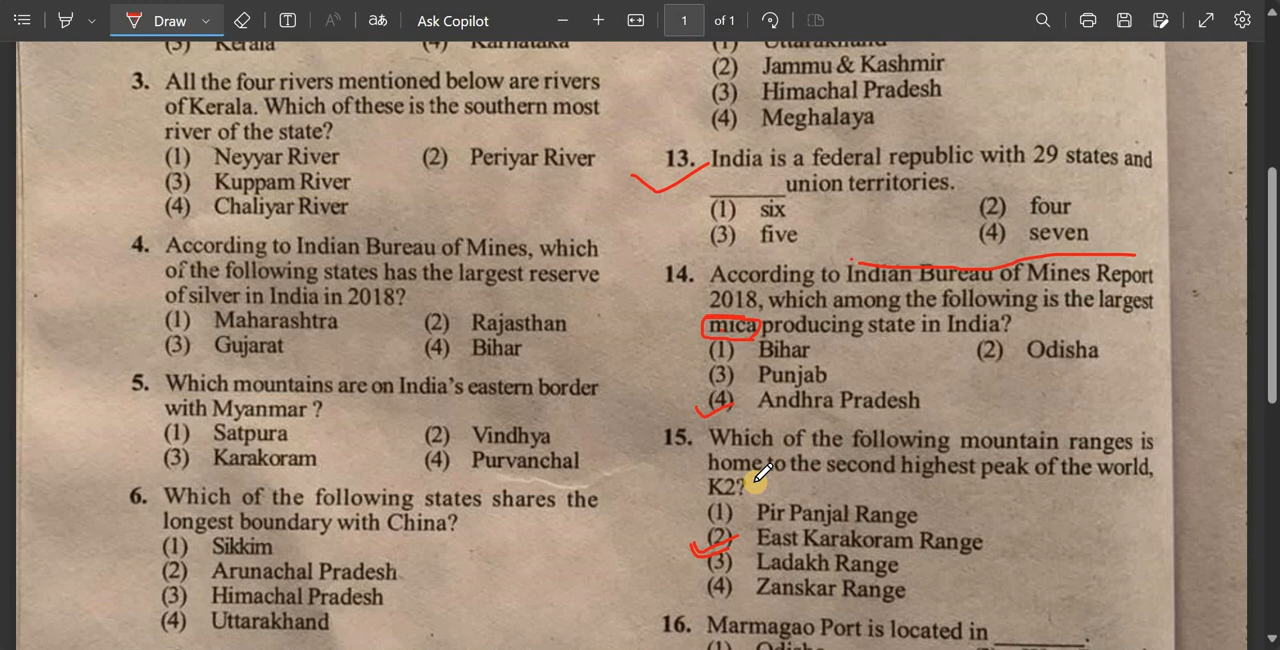 Draw
Ask Copilot
1
of 1
(3) Kerala (4) Karnataka
3. All the four rivers mentioned below are rivers
of Kerala. Which of these is the southern most
river of the state?
(1) Neyyar River (2) Periyar River
(3) Kuppam River
(4) Chaliyar River
4. According to Indian Bureau of Mines, which
of the following states has the largest reserve
of silver in India in 2018?
(1) Maharashtra (2) Rajasthan
(3) Gujarat (4) Bihar
5. Which mountains are on India's eastern border
with Myanmar ?
(1) Satpura (2) Vindhya
(3) Karakoram (4) Purvanchal
6. Which of the following states shares the
longest boundary with China?
(1) Sikkim
(2) Arunachal Pradesh
(3) Himachal Pradesh
(4) Uttarakhand
(1) Uttarakhand
(2) Jammu & Kashmir
(3) Himachal Pradesh
(4) Meghalaya
13. India is a federal republic with 29 states and
______ union territories.
(1) six (2) four
(3) five (4) seven
14. According to Indian Bureau of Mines Report
2018, which among the following is the largest
mica producing state in India?
(1) Bihar (2) Odisha
(3) Punjab
(4) Andhra Pradesh
15. Which of the following mountain ranges is
home to the second highest peak of the world,
K2?
(1) Pir Panjal Range
(2) East Karakoram Range
(3) Ladakh Range
(4) Zanskar Range
16. Marmagao Port is located in ______.
(1) Odisha